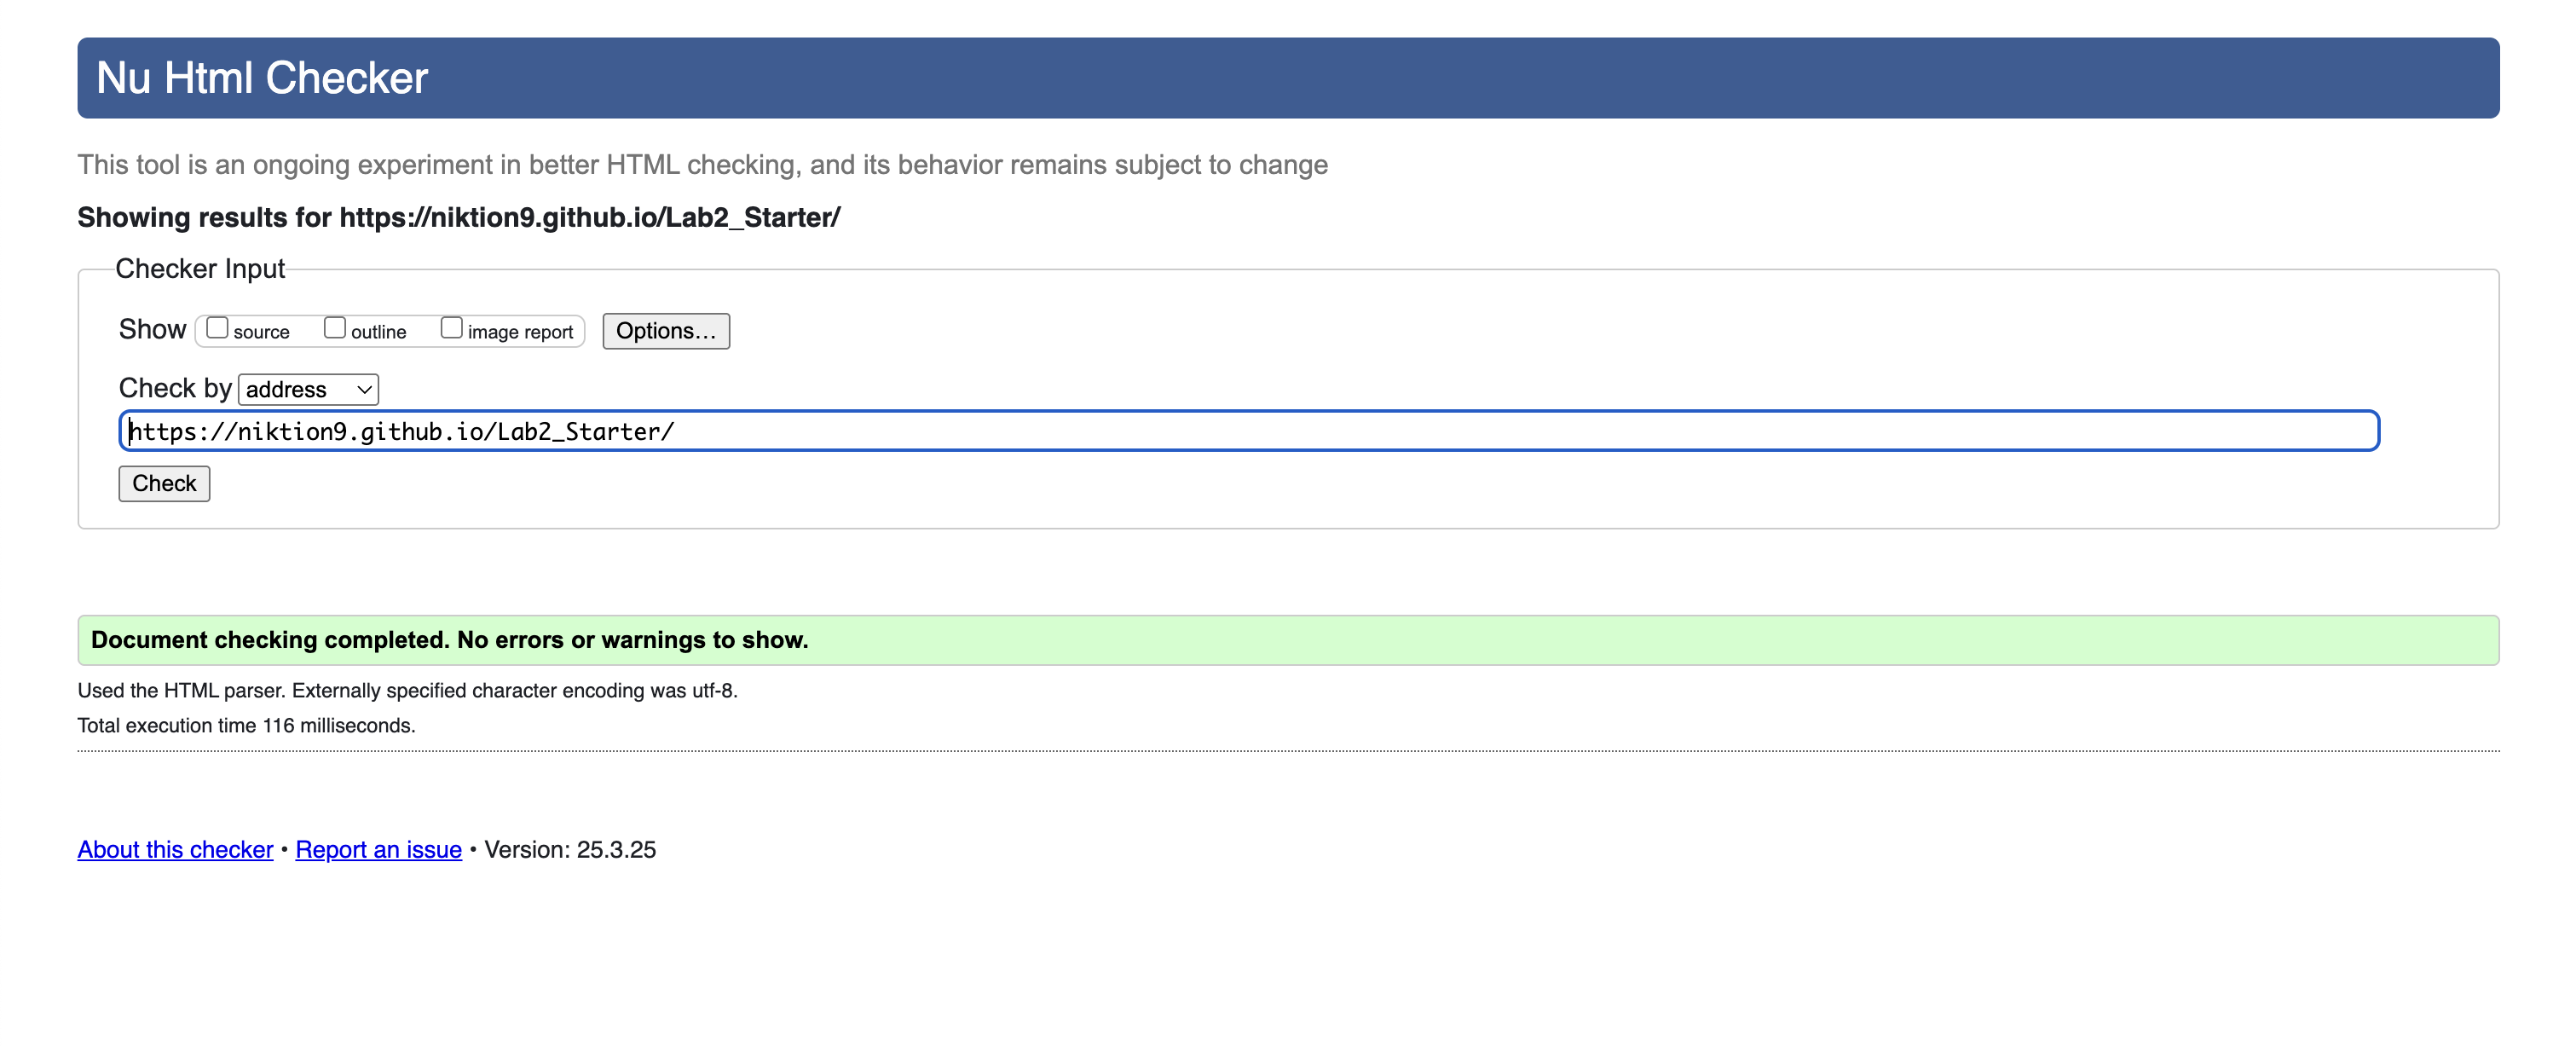 Nu Html Checker
This tool is an ongoing experiment in better HTML checking, and its behavior remains subject to change
Showing results for https://niktion9.github.io/Lab2_Starter/
Checker Input
Show source outline image report Options…
Check by address
https://niktion9.github.io/Lab2_Starter/
Check
Document checking completed. No errors or warnings to show.
Used the HTML parser. Externally specified character encoding was utf-8.
Total execution time 116 milliseconds.
About this checker • Report an issue • Version: 25.3.25